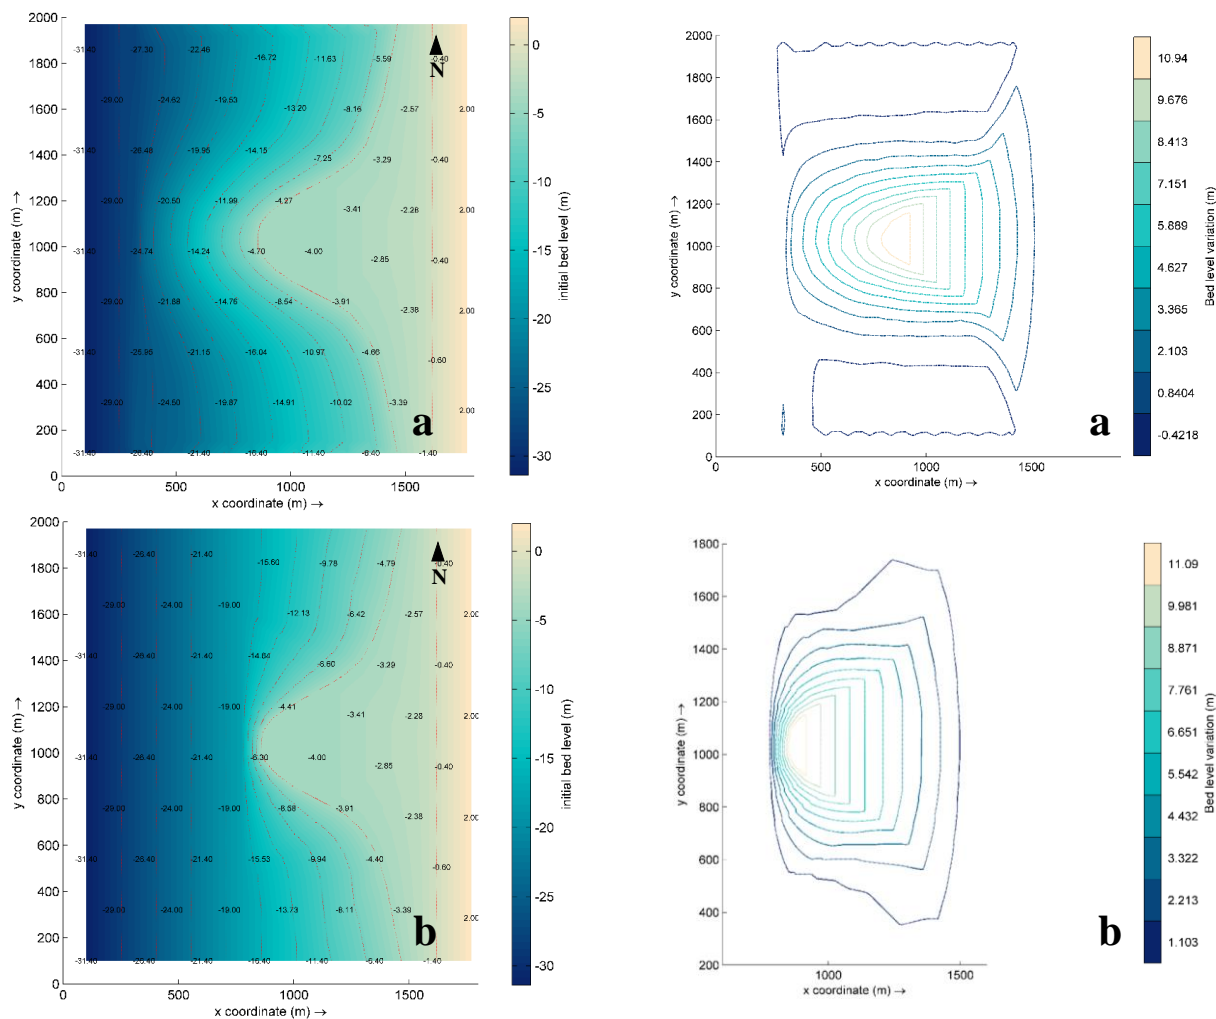 2000
1800
1600
1400
1200
1000
800
600
400
200
0
y coordinate (m) →
-31.40 -27.30 -22.46 -16.72 -11.63 -5.59 -0.40
-29.00 -24.62 -19.53 -13.20 -8.16 -2.57 2.00
-31.40 -26.48 -19.95 -14.15 -7.25 -3.29 -0.40
-29.00 -20.50 -11.99 -4.27 -3.41 -2.28 2.00
-31.40 -24.74 -14.24 -4.70 -4.00 -2.85 -0.40
-29.00 -21.88 -14.76 -8.54 -3.91 -2.38 2.00
-31.40 -25.95 -21.15 -16.04 -10.97 -4.66 -0.60
-29.00 -24.50 -19.87 -14.91 -10.02 -3.39 2.00
-31.40 -26.40 -21.40 -16.40 -11.40 -6.40 -1.40
N
a
0 500 1000 1500
x coordinate (m) →
0
-5
-10
-15
-20
-25
-30
initial bed level (m)
2000
1800
1600
1400
1200
1000
800
600
400
200
0
y coordinate (m) →
a
0 500 1000 1500
x coordinate (m) →
10.94
9.676
8.413
7.151
5.889
4.627
3.365
2.103
0.8404
-0.4218
Bed level variation (m)
2000
1800
1600
1400
1200
1000
800
600
400
200
0
y coordinate (m) →
-31.40 -26.40 -21.40 -15.60 -9.78 -4.79 -0.40
-29.00 -24.00 -19.00 -12.13 -6.42 -2.57 2.00
-31.40 -26.40 -21.40 -14.64 -6.60 -3.29 -0.40
-29.00 -24.00 -19.00 -4.41 -3.41 -2.28 2.00
-31.40 -26.40 -21.40 -6.30 -4.00 -2.85 -0.40
-29.00 -24.00 -19.00 -8.58 -3.91 -2.38 2.00
-31.40 -26.40 -21.40 -15.53 -9.94 -4.40 -0.60
-29.00 -24.00 -19.00 -13.73 -8.11 -3.39 2.00
-31.40 -26.40 -21.40 -16.40 -11.40 -6.40 -1.40
N
b
0 500 1000 1500
x coordinate (m) →
0
-5
-10
-15
-20
-25
-30
initial bed level (m)
1800
1600
1400
1200
1000
800
600
400
200
y coordinate (m) →
b
1000 1500
x coordinate (m) →
11.09
9.981
8.871
7.761
6.651
5.542
4.432
3.322
2.213
1.103
Bed level variation (m)